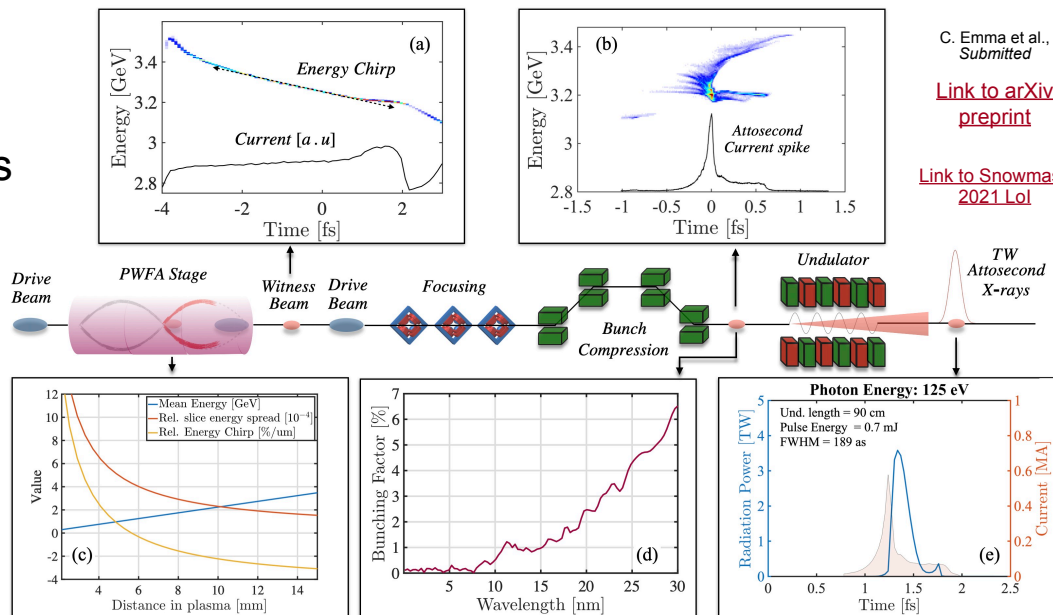 s
(a)
Energy [GeV]
3.4
3.2
3
2.8
Energy Chirp
Current [a.u]
-4
-2
0
2
Time [fs]
(b)
Energy [GeV]
3.4
3.2
3
2.8
Attosecond
Current spike
-1.5
-1
-0.5
0
0.5
1
1.5
Time [fs]
C. Emma et al.,
Submitted
Link to arXiv
preprint
Link to Snowmas
2021 LoI
Drive
Beam
PWFA Stage
Witness
Beam
Drive
Beam
Focusing
Bunch
Compression
Undulator
TW
Attosecond
X-rays
Value
12
10
8
6
4
2
0
-2
-4
Mean Energy [GeV]
Rel. slice energy spread [10⁻⁴]
Rel. Energy Chirp [%/um]
(c)
4
6
8
10
12
14
Distance in plasma [mm]
Bunching Factor [%]
7
6
5
4
3
2
1
0
(d)
0
5
10
15
20
25
30
Wavelength [nm]
Photon Energy: 125 eV
Radiation Power [TW]
5
4
3
2
1
0
Und. length = 90 cm
Pulse Energy = 0.7 mJ
FWHM = 189 as
1
0.8
0.6
0.4
0.2
0
Current [MA]
(e)
0
0.5
1
1.5
2
2.5
Time [fs]